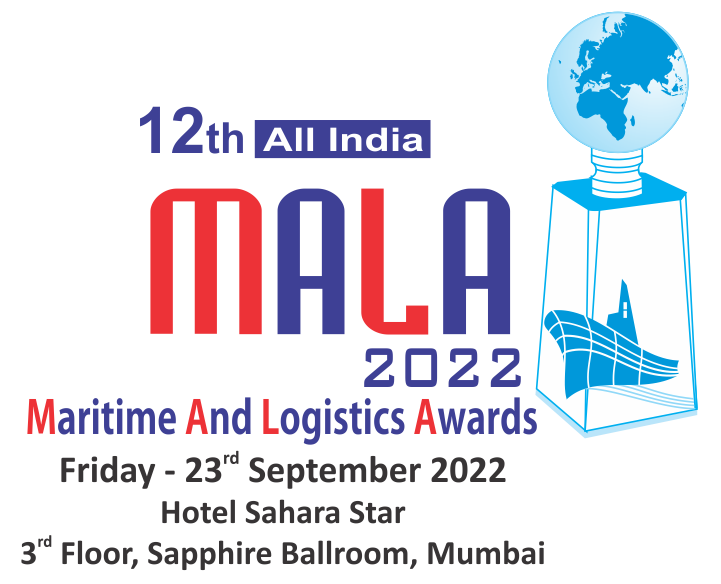 12th All India
MALA
2022
Maritime And Logistics Awards
Friday - 23rd September 2022
Hotel Sahara Star
3rd Floor, Sapphire Ballroom, Mumbai